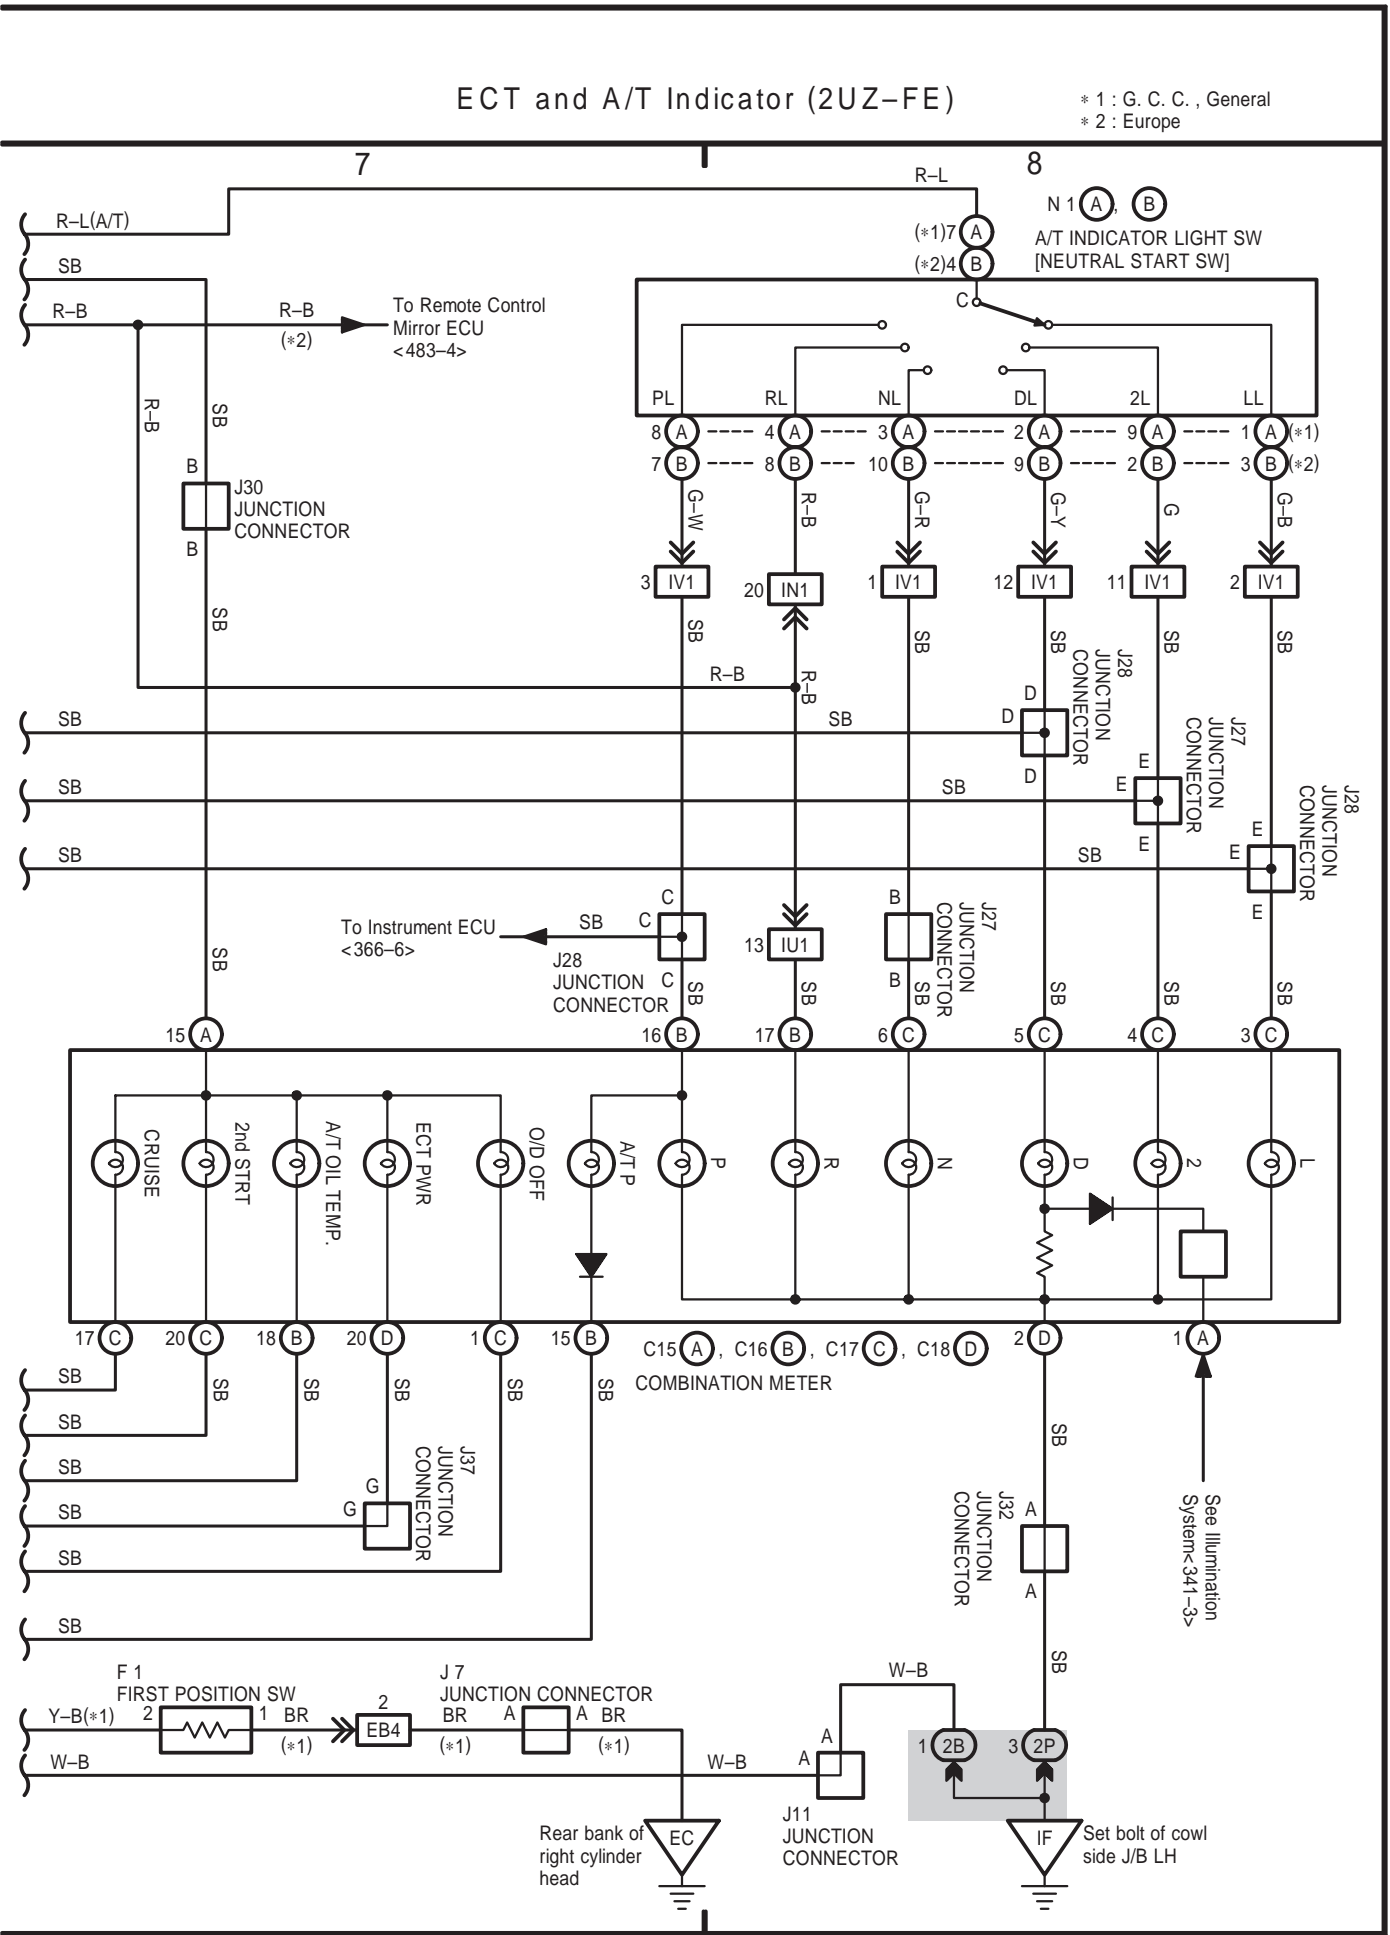 ECT and A/T Indicator (2UZ–FE)
∗ 1 : G. C. C. , General
∗ 2 : Europe
7
8
R–L
N 1 A , B
R–L(A/T)
(∗1)7 A
A/T INDICATOR LIGHT SW
[NEUTRAL START SW]
SB
(∗2)4 B
C
R–B
R–B
(∗2)
To Remote Control
Mirror ECU
<483–4>
R–B
SB
PL
RL
NL
DL
2L
LL
8 A
4 A
3 A
2 A
9 A
1 A (∗1)
7 B
8 B
10 B
9 B
2 B
3 B (∗2)
B
J30
JUNCTION
CONNECTOR
B
G–W
R–B
G–R
G–Y
G
G–B
3 IV1
20 IN1
1 IV1
12 IV1
11 IV1
2 IV1
SB
SB
SB
SB
SB
SB
R–B
R–B
J28
JUNCTION
CONNECTOR
D
D
D
SB
SB
J27
JUNCTION
CONNECTOR
E
E
E
SB
SB
J28
JUNCTION
CONNECTOR
E
E
E
SB
SB
To Instrument ECU
<366–6>
SB
C
C
C
J28
JUNCTION
CONNECTOR
13 IU1
B
B
J27
JUNCTION
CONNECTOR
SB
SB
SB
SB
SB
SB
SB
15 A
16 B
17 B
6 C
5 C
4 C
3 C
CRUISE
2nd STRT
A/T OIL TEMP.
ECT PWR
O/D OFF
A/T P
P
R
N
D
2
L
17 C
20 C
18 B
20 D
1 C
15 B
C15 A , C16 B , C17 C , C18 D
COMBINATION METER
2 D
1 A
SB
SB
SB
SB
SB
SB
SB
SB
SB
SB
SB
G
G
J37
JUNCTION
CONNECTOR
J32
JUNCTION
CONNECTOR
A
A
See Illumination
System<341–3>
SB
F 1
FIRST POSITION SW
J 7
JUNCTION CONNECTOR
Y–B(∗1)
2
1
BR
(∗1)
2
EB4
BR
(∗1)
A
A
BR
(∗1)
W–B
W–B
W–B
A
A
J11
JUNCTION
CONNECTOR
1 2B
3 2P
Rear bank of
right cylinder
head
EC
IF
Set bolt of cowl
side J/B LH